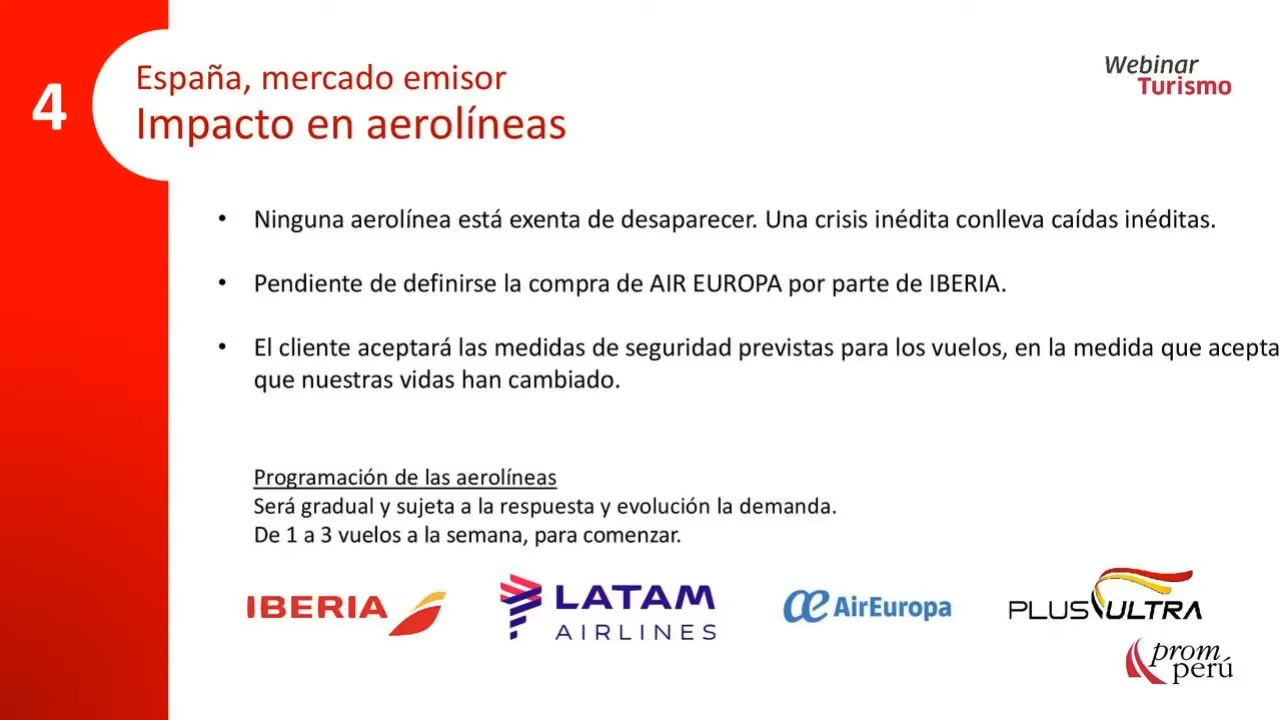 4
España, mercado emisor
Impacto en aerolíneas
Webinar
Turismo
• Ninguna aerolínea está exenta de desaparecer. Una crisis inédita conlleva caídas inéditas.
• Pendiente de definirse la compra de AIR EUROPA por parte de IBERIA.
• El cliente aceptará las medidas de seguridad previstas para los vuelos, en la medida que acepta
que nuestras vidas han cambiado.
Programación de las aerolíneas
Será gradual y sujeta a la respuesta y evolución la demanda.
De 1 a 3 vuelos a la semana, para comenzar.
IBERIA
LATAM
AIRLINES
AirEuropa
PLUS ULTRA
prom
perú